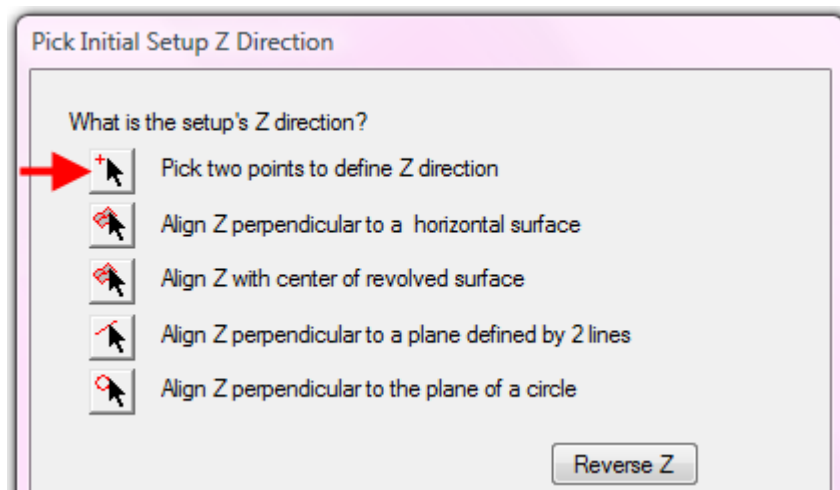 Pick Initial Setup Z Direction
What is the setup's Z direction?
Pick two points to define Z direction
Align Z perpendicular to a horizontal surface
Align Z with center of revolved surface
Align Z perpendicular to a plane defined by 2 lines
Align Z perpendicular to the plane of a circle
Reverse Z